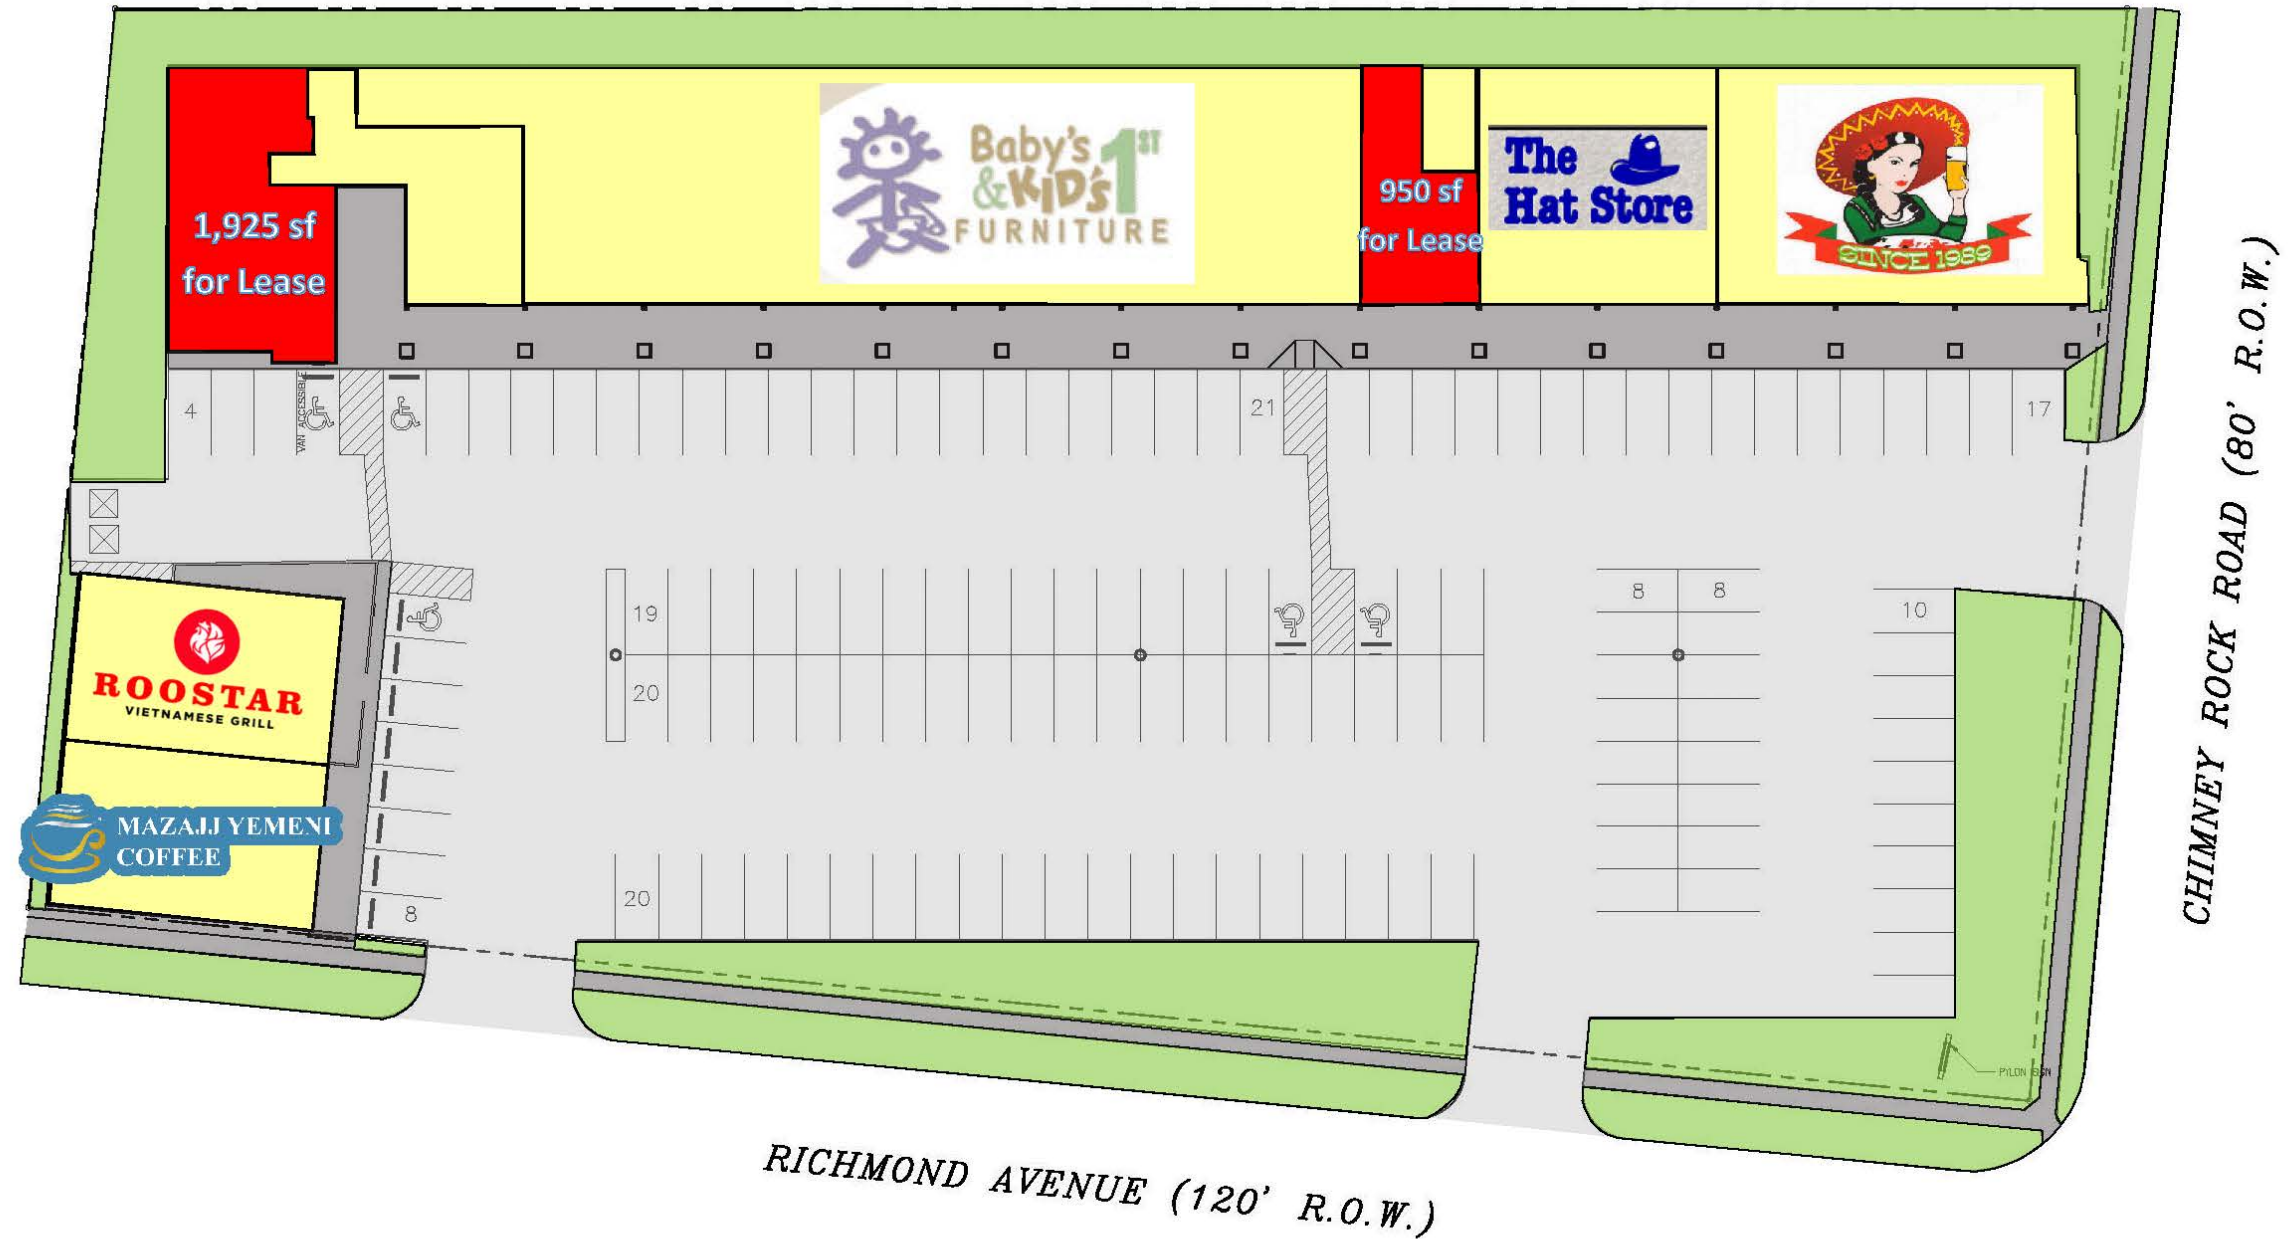 1,925 sf
for Lease
Baby's 1ST
& KiD's
FURNITURE
950 sf
for Lease
The
Hat Store
SINCE 1989
4
VAN ACCESSIBLE
21
17
19
20
8
8
10
ROOSTAR
VIETNAMESE GRILL
MAZAJJ YEMENI
COFFEE
8
20
PYLON SIGN
CHIMNEY ROCK ROAD (80' R.O.W.)
RICHMOND AVENUE (120' R.O.W.)